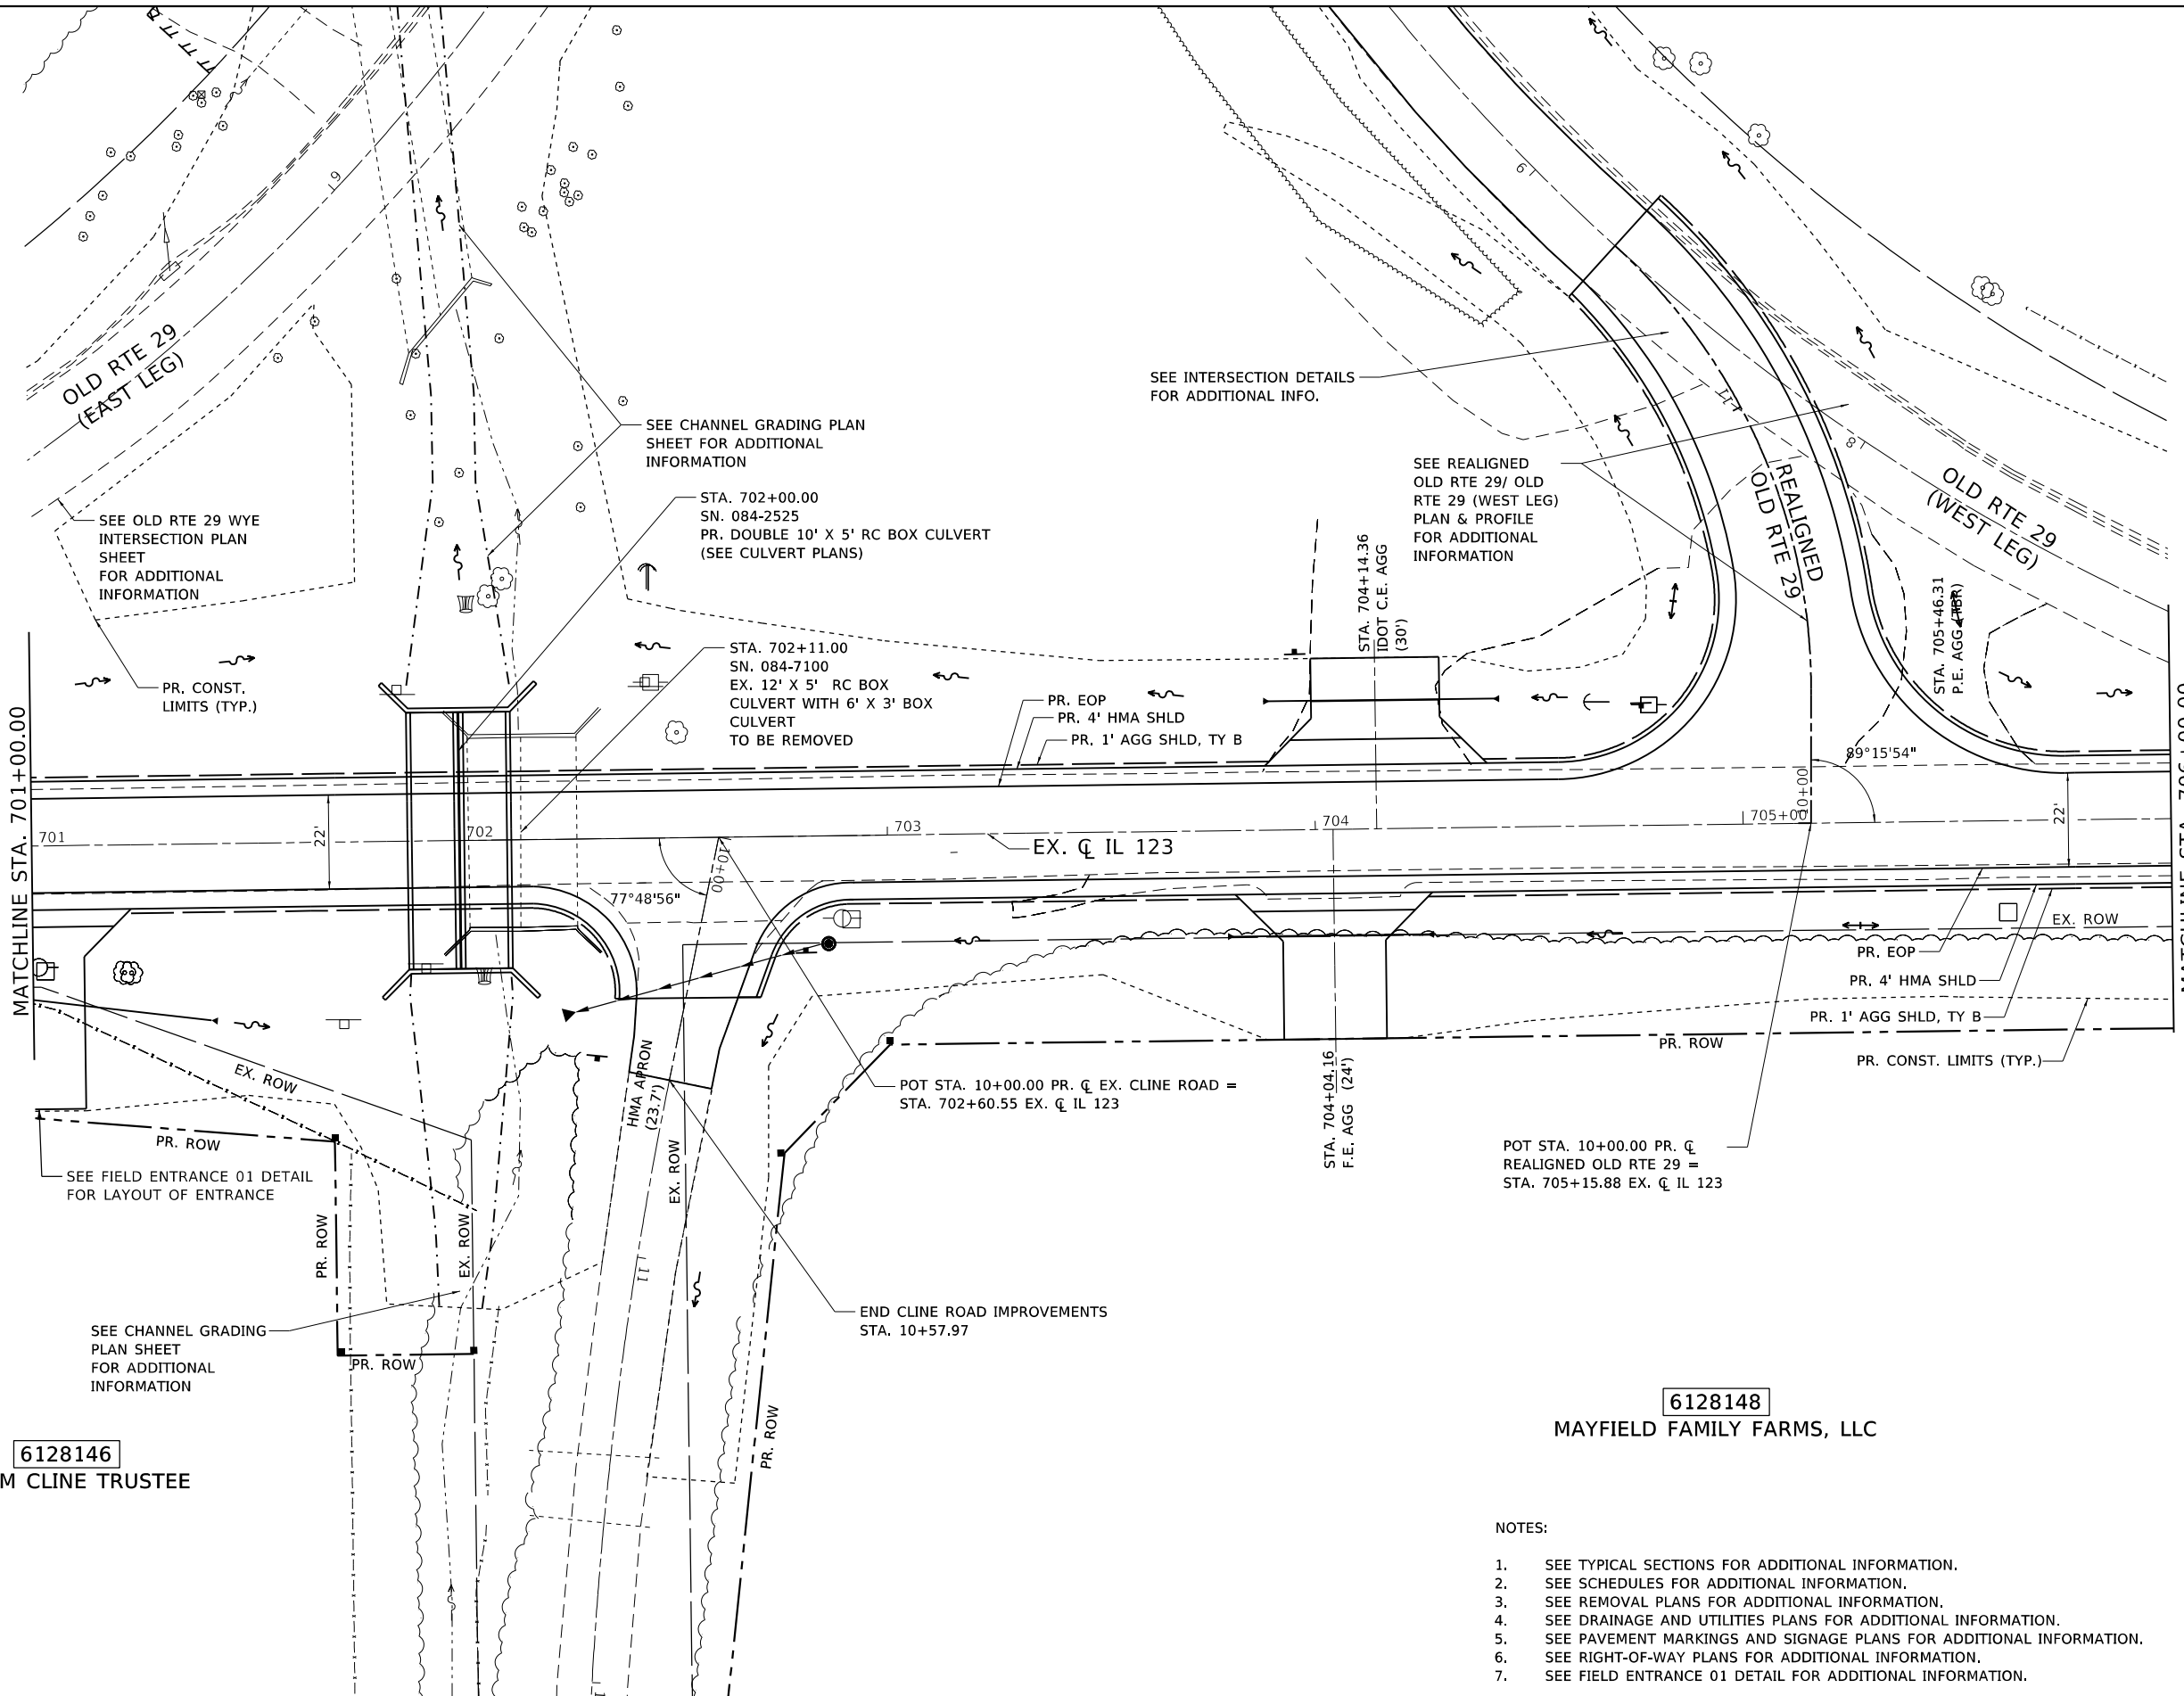 OLD RTE 29
(EAST LEG)
9
SEE OLD RTE 29 WYE
INTERSECTION PLAN
SHEET
FOR ADDITIONAL
INFORMATION
PR. CONST.
LIMITS (TYP.)
SEE CHANNEL GRADING PLAN
SHEET FOR ADDITIONAL
INFORMATION
STA. 702+00.00
SN. 084-2525
PR. DOUBLE 10' X 5' RC BOX CULVERT
(SEE CULVERT PLANS)
STA. 702+11.00
SN. 084-7100
EX. 12' X 5' RC BOX
CULVERT WITH 6' X 3' BOX
CULVERT
TO BE REMOVED
PR. EOP
PR. 4' HMA SHLD
PR. 1' AGG SHLD, TY B
SEE INTERSECTION DETAILS
FOR ADDITIONAL INFO.
SEE REALIGNED
OLD RTE 29/ OLD
RTE 29 (WEST LEG)
PLAN & PROFILE
FOR ADDITIONAL
INFORMATION
STA. 704+14.36
IDOT C.E. AGG
(30')
6
11
8
REALIGNED
OLD RTE 29
OLD RTE 29
(WEST LEG)
STA. 705+46.31
P.E. AGG (TBR)
89°15'54"
MATCHLINE STA. 701+00.00
701
22'
702
703
704
705+00
10+00
22'
EX. ℄ IL 123
10+00
77°48'56"
EX. ROW
PR. EOP
PR. 4' HMA SHLD
PR. 1' AGG SHLD, TY B
PR. CONST. LIMITS (TYP.)
PR. ROW
EX. ROW
PR. ROW
SEE FIELD ENTRANCE 01 DETAIL
FOR LAYOUT OF ENTRANCE
HMA APRON
(23.7')
EX. ROW
POT STA. 10+00.00 PR. ℄ EX. CLINE ROAD =
STA. 702+60.55 EX. ℄ IL 123
STA. 704+04.16
F.E. AGG (24')
POT STA. 10+00.00 PR. ℄
REALIGNED OLD RTE 29 =
STA. 705+15.88 EX. ℄ IL 123
PR. ROW
EX. ROW
11
END CLINE ROAD IMPROVEMENTS
STA. 10+57.97
SEE CHANNEL GRADING
PLAN SHEET
FOR ADDITIONAL
INFORMATION
PR. ROW
PR. ROW
6128146
M CLINE TRUSTEE
6128148
MAYFIELD FAMILY FARMS, LLC
NOTES:
1. SEE TYPICAL SECTIONS FOR ADDITIONAL INFORMATION.
2. SEE SCHEDULES FOR ADDITIONAL INFORMATION.
3. SEE REMOVAL PLANS FOR ADDITIONAL INFORMATION.
4. SEE DRAINAGE AND UTILITIES PLANS FOR ADDITIONAL INFORMATION.
5. SEE PAVEMENT MARKINGS AND SIGNAGE PLANS FOR ADDITIONAL INFORMATION.
6. SEE RIGHT-OF-WAY PLANS FOR ADDITIONAL INFORMATION.
7. SEE FIELD ENTRANCE 01 DETAIL FOR ADDITIONAL INFORMATION.